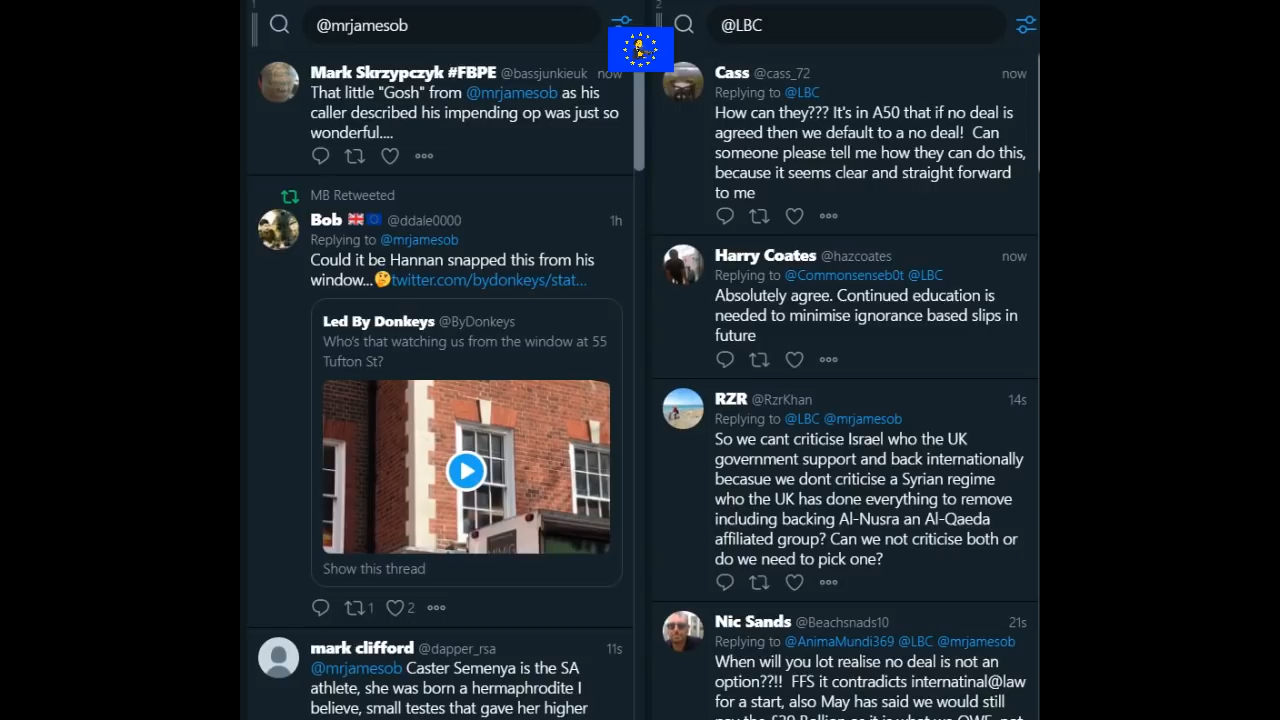 1
@mrjamesob
Mark Skrzypczyk #FBPE @bassjunkieuk now
That little "Gosh" from @mrjamesob as his
caller described his impending op was just so
wonderful....
MB Retweeted
Bob @ddale0000 1h
Replying to @mrjamesob
Could it be Hannan snapped this from his
window...🤔twitter.com/bydonkeys/stat...
Led By Donkeys @ByDonkeys
Who's that watching us from the window at 55
Tufton St?
Show this thread
1 2
mark clifford @dapper_rsa 11s
@mrjamesob Caster Semenya is the SA
athlete, she was born a hermaphrodite I
believe, small testes that gave her higher
2
@LBC
Cass @cass_72 now
Replying to @LBC
How can they??? It's in A50 that if no deal is
agreed then we default to a no deal! Can
someone please tell me how they can do this,
because it seems clear and straight forward
to me
Harry Coates @hazcoates now
Replying to @Commonsenseb0t @LBC
Absolutely agree. Continued education is
needed to minimise ignorance based slips in
future
RZR @RzrKhan 14s
Replying to @LBC @mrjamesob
So we cant criticise Israel who the UK
government support and back internationally
becasue we dont criticise a Syrian regime
who the UK has done everything to remove
including backing Al-Nusra an Al-Qaeda
affiliated group? Can we not criticise both or
do we need to pick one?
Nic Sands @Beachsnads10 21s
Replying to @AnimaMundi369 @LBC @mrjamesob
When will you lot realise no deal is not an
option??!! FFS it contradicts internatinal@law
for a start, also May has said we would still